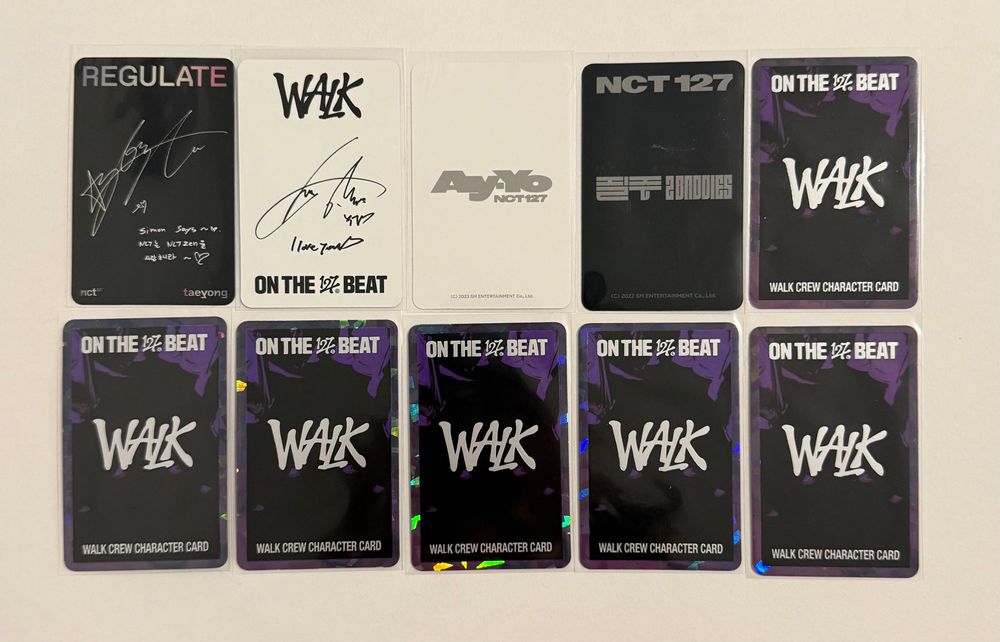 REGULATE
Simon Says ~
NCT는 NCTzen을
사랑하라 ~♡
nct127
taeyong
WALK
I love you
ON THE 127 BEAT
Ay-Yo
NCT 127
(C) 2023 SM ENTERTAINMENT Co., Ltd.
NCT 127
질주 2 BADDIES
(C) 2022 SM ENTERTAINMENT Co., Ltd.
ON THE 127 BEAT
WALK
WALK CREW CHARACTER CARD
ON THE 127 BEAT
WALK
WALK CREW CHARACTER CARD
ON THE 127 BEAT
WALK
WALK CREW CHARACTER CARD
ON THE 127 BEAT
WALK
WALK CREW CHARACTER CARD
ON THE 127 BEAT
WALK
WALK CREW CHARACTER CARD
ON THE 127 BEAT
WALK
WALK CREW CHARACTER CARD